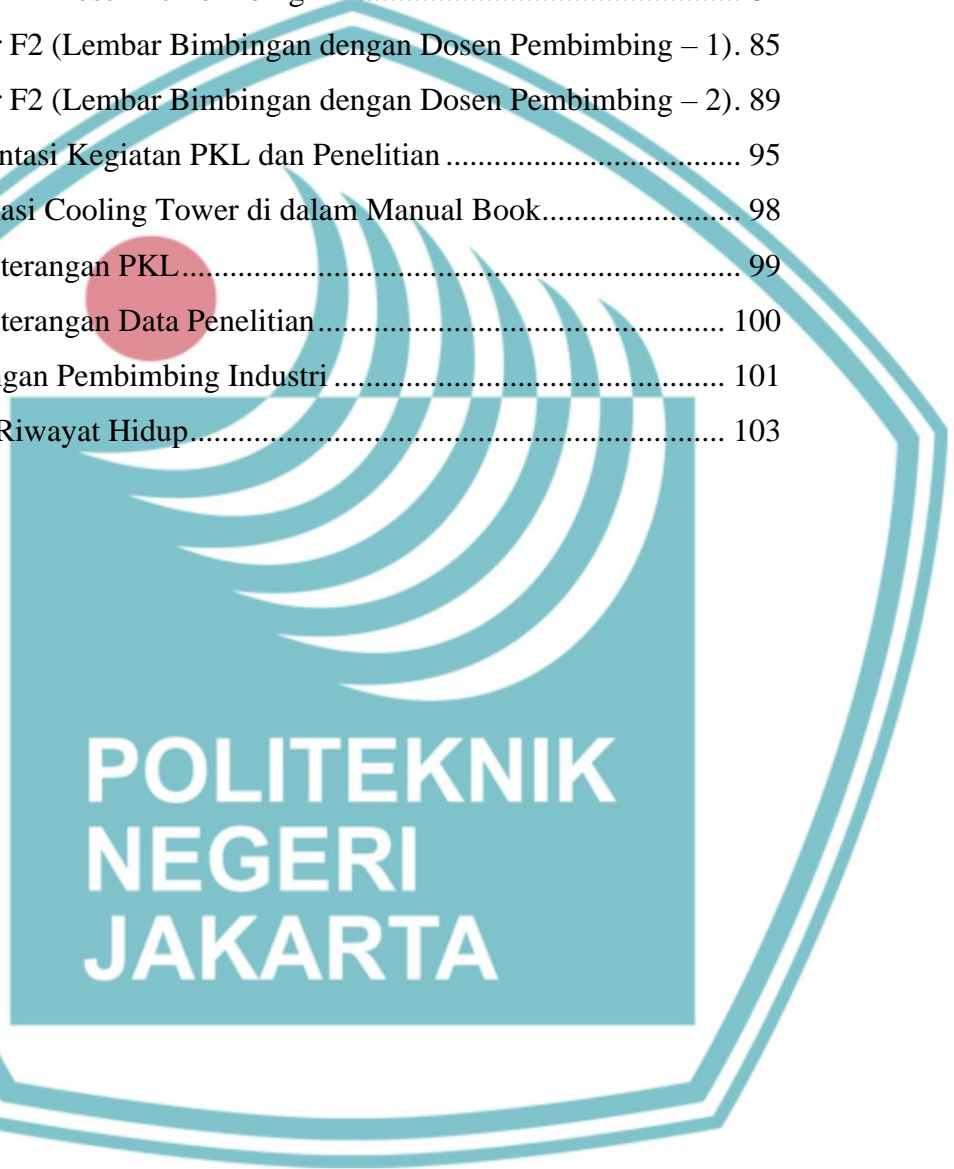 r F2 (Lembar Bimbingan dengan Dosen Pembimbing – 1). 85
r F2 (Lembar Bimbingan dengan Dosen Pembimbing – 2). 89
ntasi Kegiatan PKL dan Penelitian ................................................ 95
asi Cooling Tower di dalam Manual Book.......................... 98
terangan PKL.......................................................................... 99
terangan Data Penelitian....................................................... 100
ngan Pembimbing Industri .................................................... 101
Riwayat Hidup........................................................................ 103
POLITEKNIK
NEGERI
JAKARTA